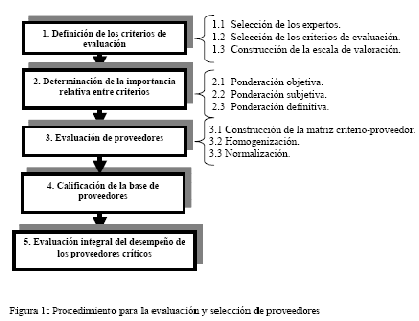 1. Definición de los criterios de
evaluación
1.1 Selección de los expertos.
1.2 Selección de los criterios de evaluación.
1.3 Construcción de la escala de valoración.
2. Determinación de la importancia
relativa entre criterios
2.1 Ponderación objetiva.
2.2 Ponderación subjetiva.
2.3 Ponderación definitiva.
3. Evaluación de proveedores
3.1 Construcción de la matriz criterio-proveedor.
3.2 Homogenización.
3.3 Normalización.
4. Calificación de la base de
proveedores
5. Evaluación integral del desempeño de
los proveedores críticos
Figura 1: Procedimiento para la evaluación y selección de proveedores